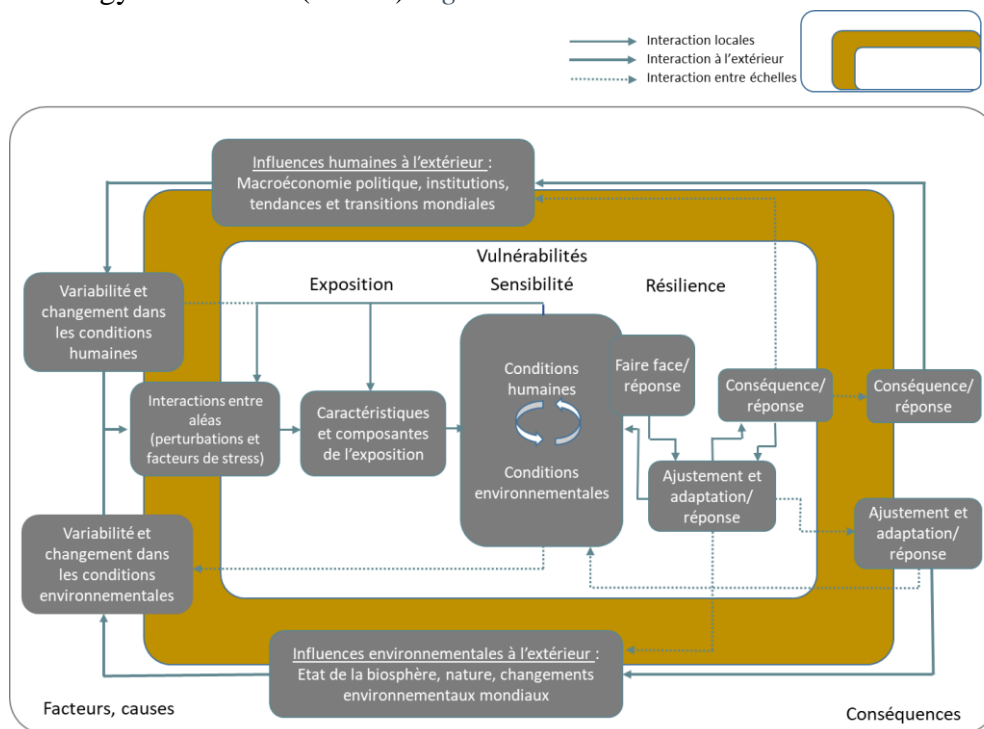 Interaction locales
Interaction à l'extérieur
Interaction entre échelles
Influences humaines à l'extérieur :
Macroéconomie politique, institutions,
tendances et transitions mondiales
Vulnérabilités
Exposition
Sensibilité
Résilience
Variabilité et
changement dans
les conditions
humaines
Interactions entre
aléas
(perturbations et
facteurs de stress)
Caractéristiques
et composantes
de l'exposition
Conditions
humaines
Conditions
environnementales
Faire face/
réponse
Conséquence/
réponse
Conséquence/
réponse
Ajustement et
adaptation/
réponse
Ajustement et
adaptation/
réponse
Variabilité et
changement dans
les conditions
environnementales
Influences environnementales à l'extérieur :
Etat de la biosphère, nature, changements
environnementaux mondiaux
Facteurs, causes
Conséquences